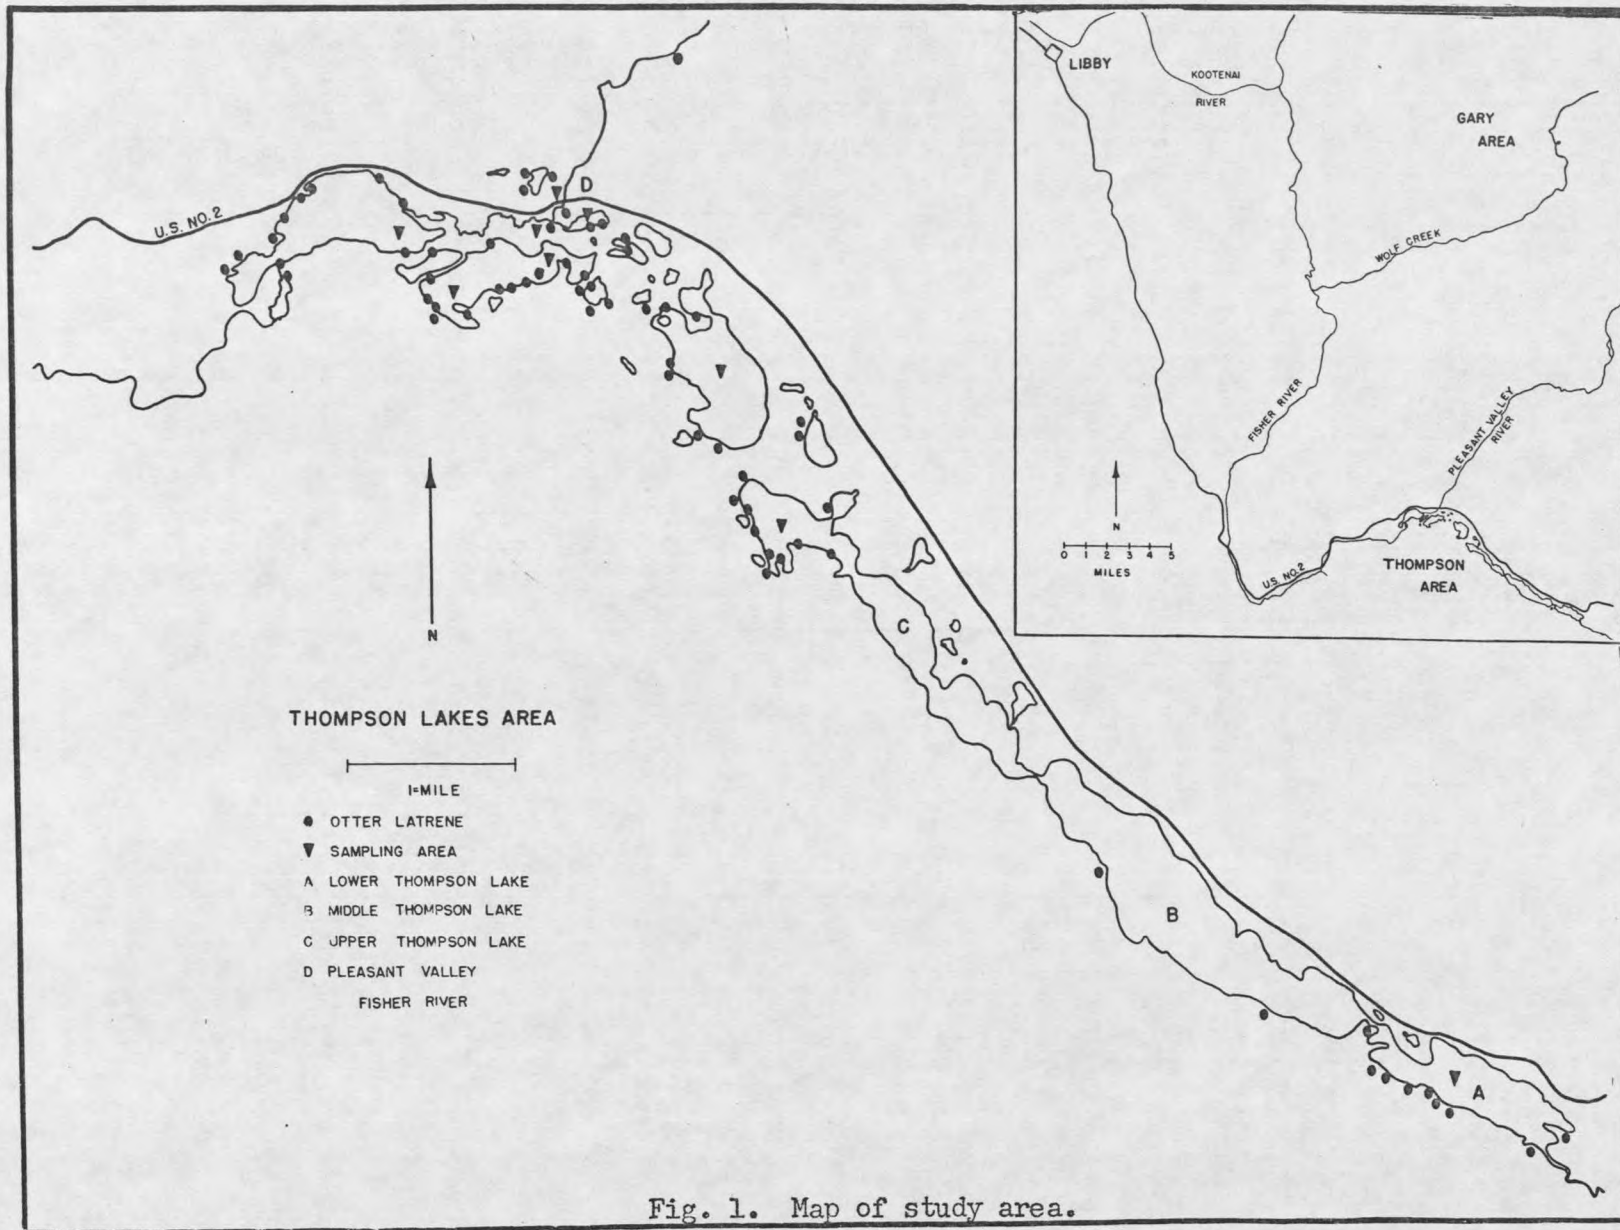 LIBBY
KOOTENAI
RIVER
GARY
AREA
WOLF CREEK
FISHER RIVER
PLEASANT VALLEY
RIVER
N
0 1 2 3 4 5
MILES
U.S. NO.2
THOMPSON
AREA
D
U.S. NO.2
N
C
B
A
THOMPSON LAKES AREA
1=MILE
OTTER LATRENE
SAMPLING AREA
A LOWER THOMPSON LAKE
B MIDDLE THOMPSON LAKE
C UPPER THOMPSON LAKE
D PLEASANT VALLEY
FISHER RIVER
Fig. 1. Map of study area.